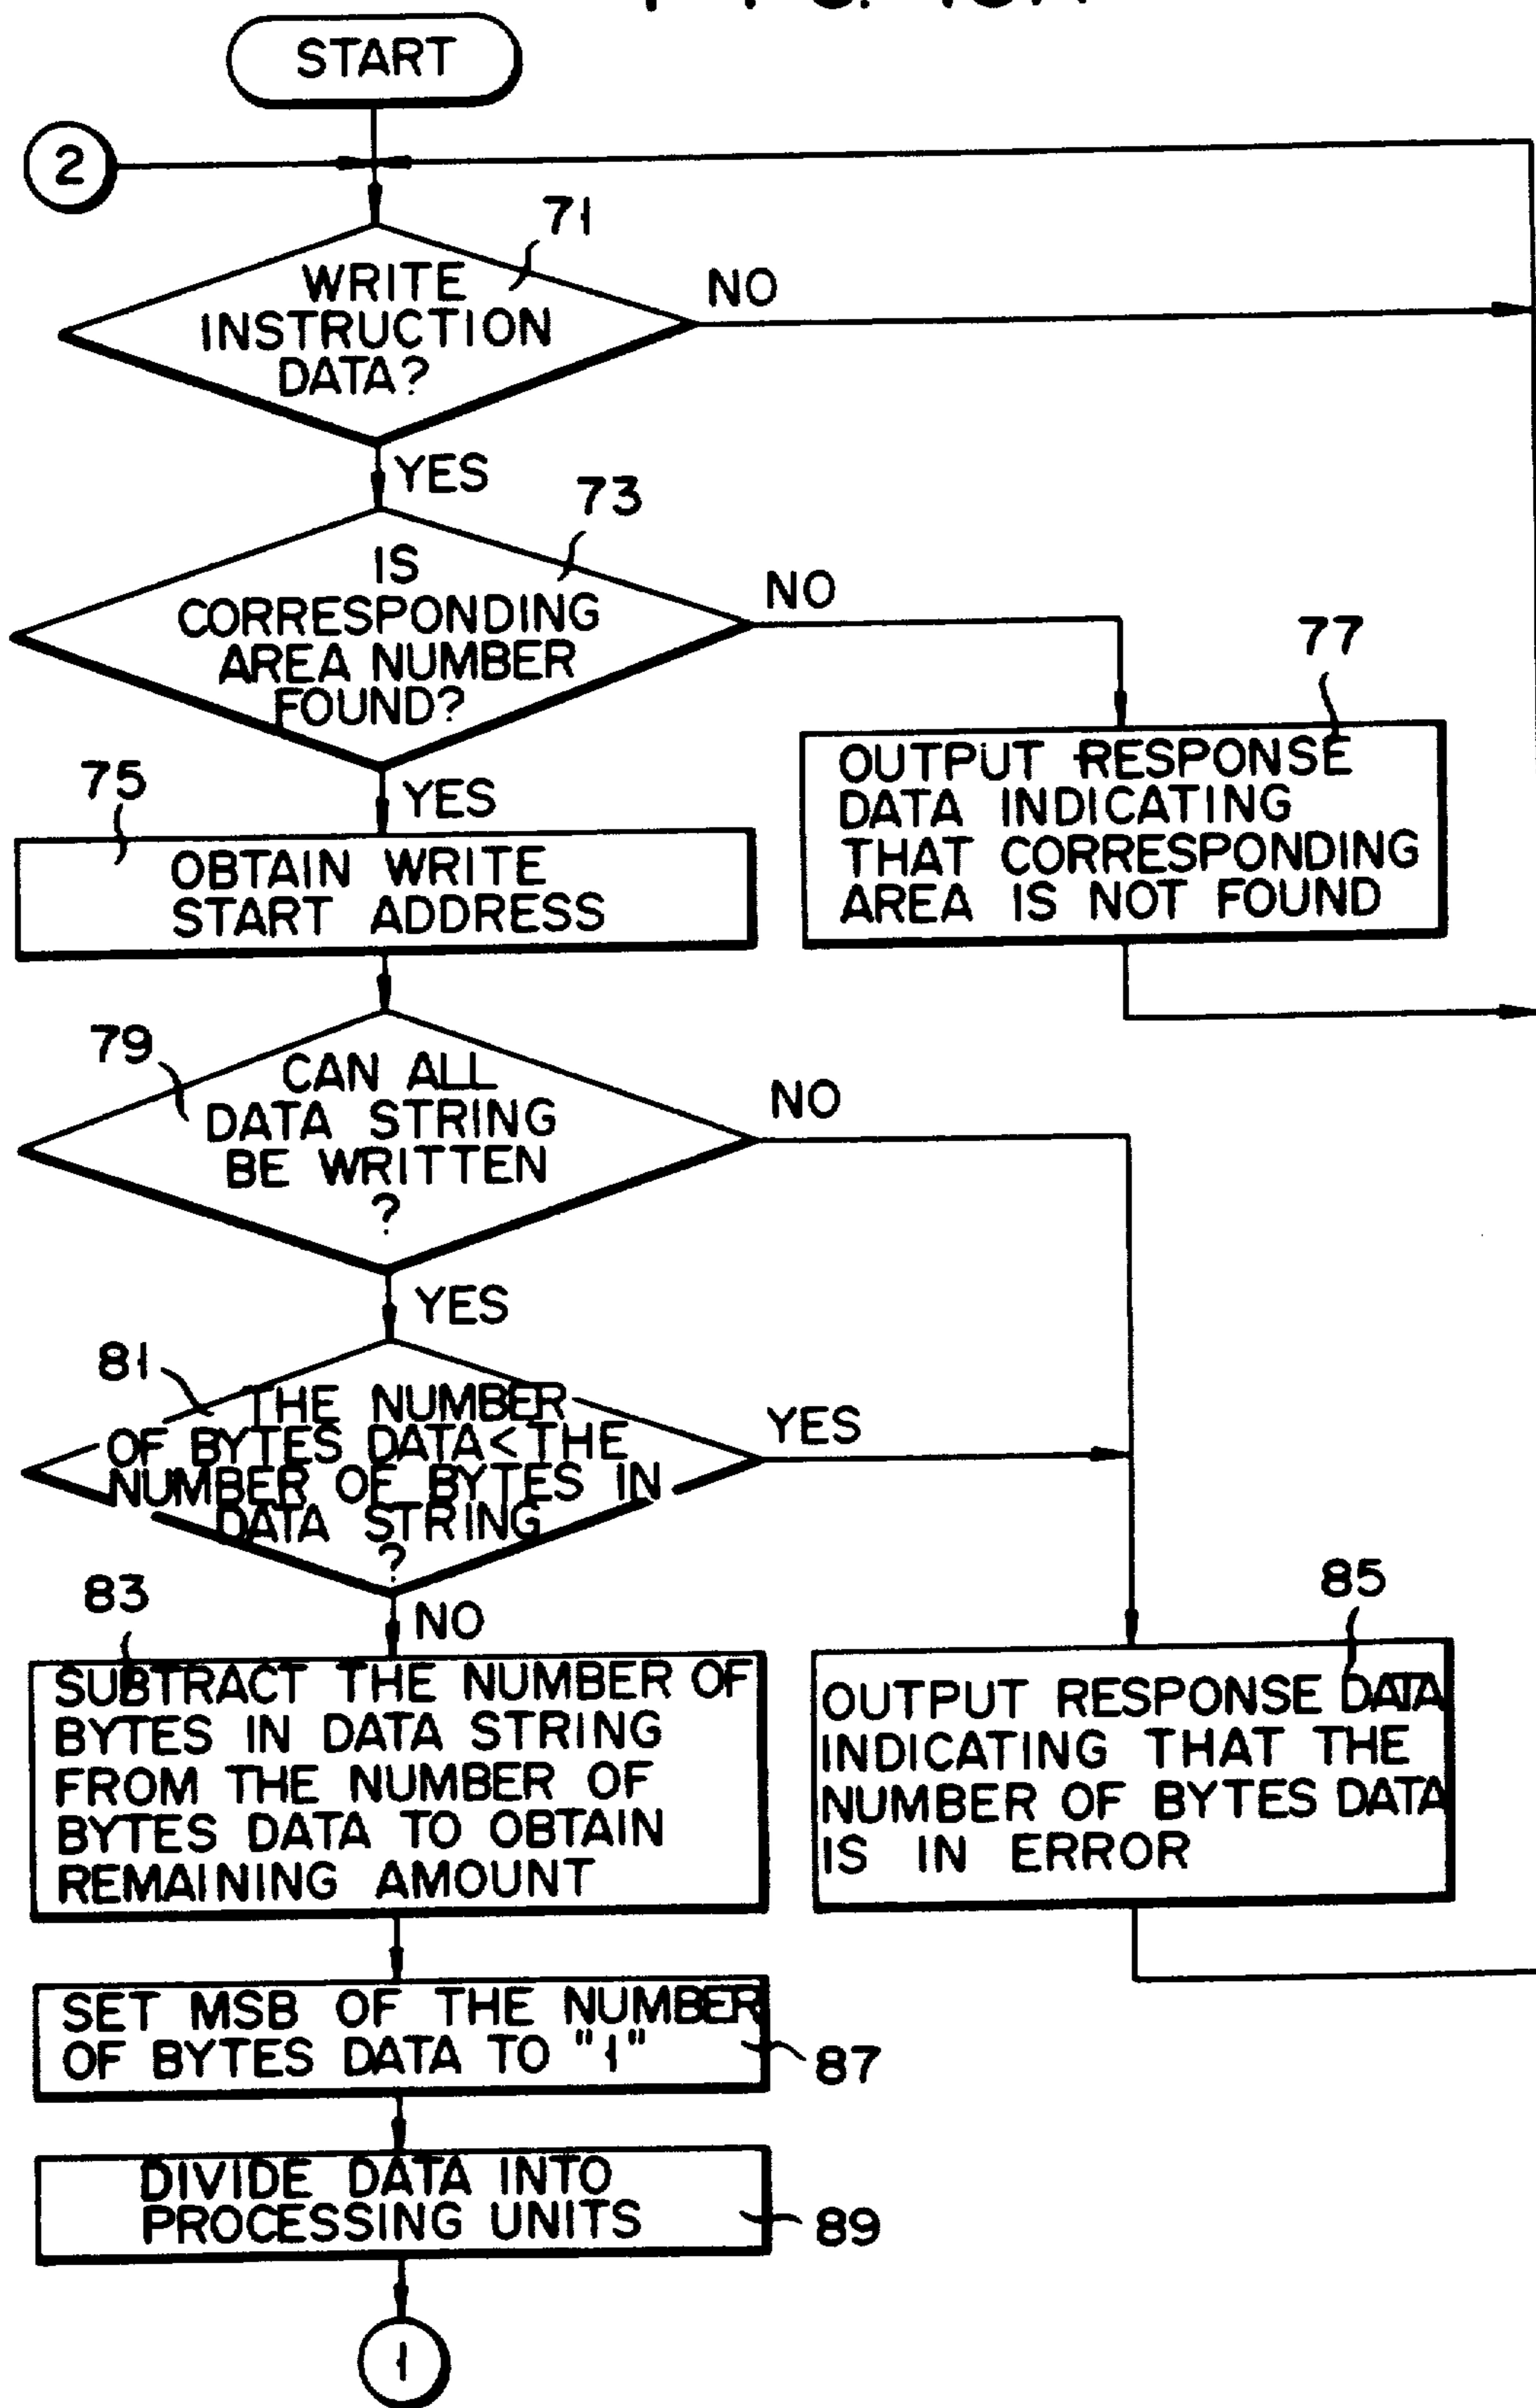 START
2
71
WRITE
INSTRUCTION
DATA?
NO
YES
73
IS
CORRESPONDING
AREA NUMBER
FOUND?
NO
77
OUTPUT RESPONSE
DATA INDICATING
THAT CORRESPONDING
AREA IS NOT FOUND
YES
75
OBTAIN WRITE
START ADDRESS
79
CAN ALL
DATA STRING
BE WRITTEN
?
NO
YES
81
THE NUMBER
OF BYTES DATA<THE
NUMBER OF BYTES IN
DATA STRING
?
YES
NO
83
SUBTRACT THE NUMBER OF
BYTES IN DATA STRING
FROM THE NUMBER OF
BYTES DATA TO OBTAIN
REMAINING AMOUNT
85
OUTPUT RESPONSE DATA
INDICATING THAT THE
NUMBER OF BYTES DATA
IS IN ERROR
SET MSB OF THE NUMBER
OF BYTES DATA TO "1"
87
DIVIDE DATA INTO
PROCESSING UNITS
89
1